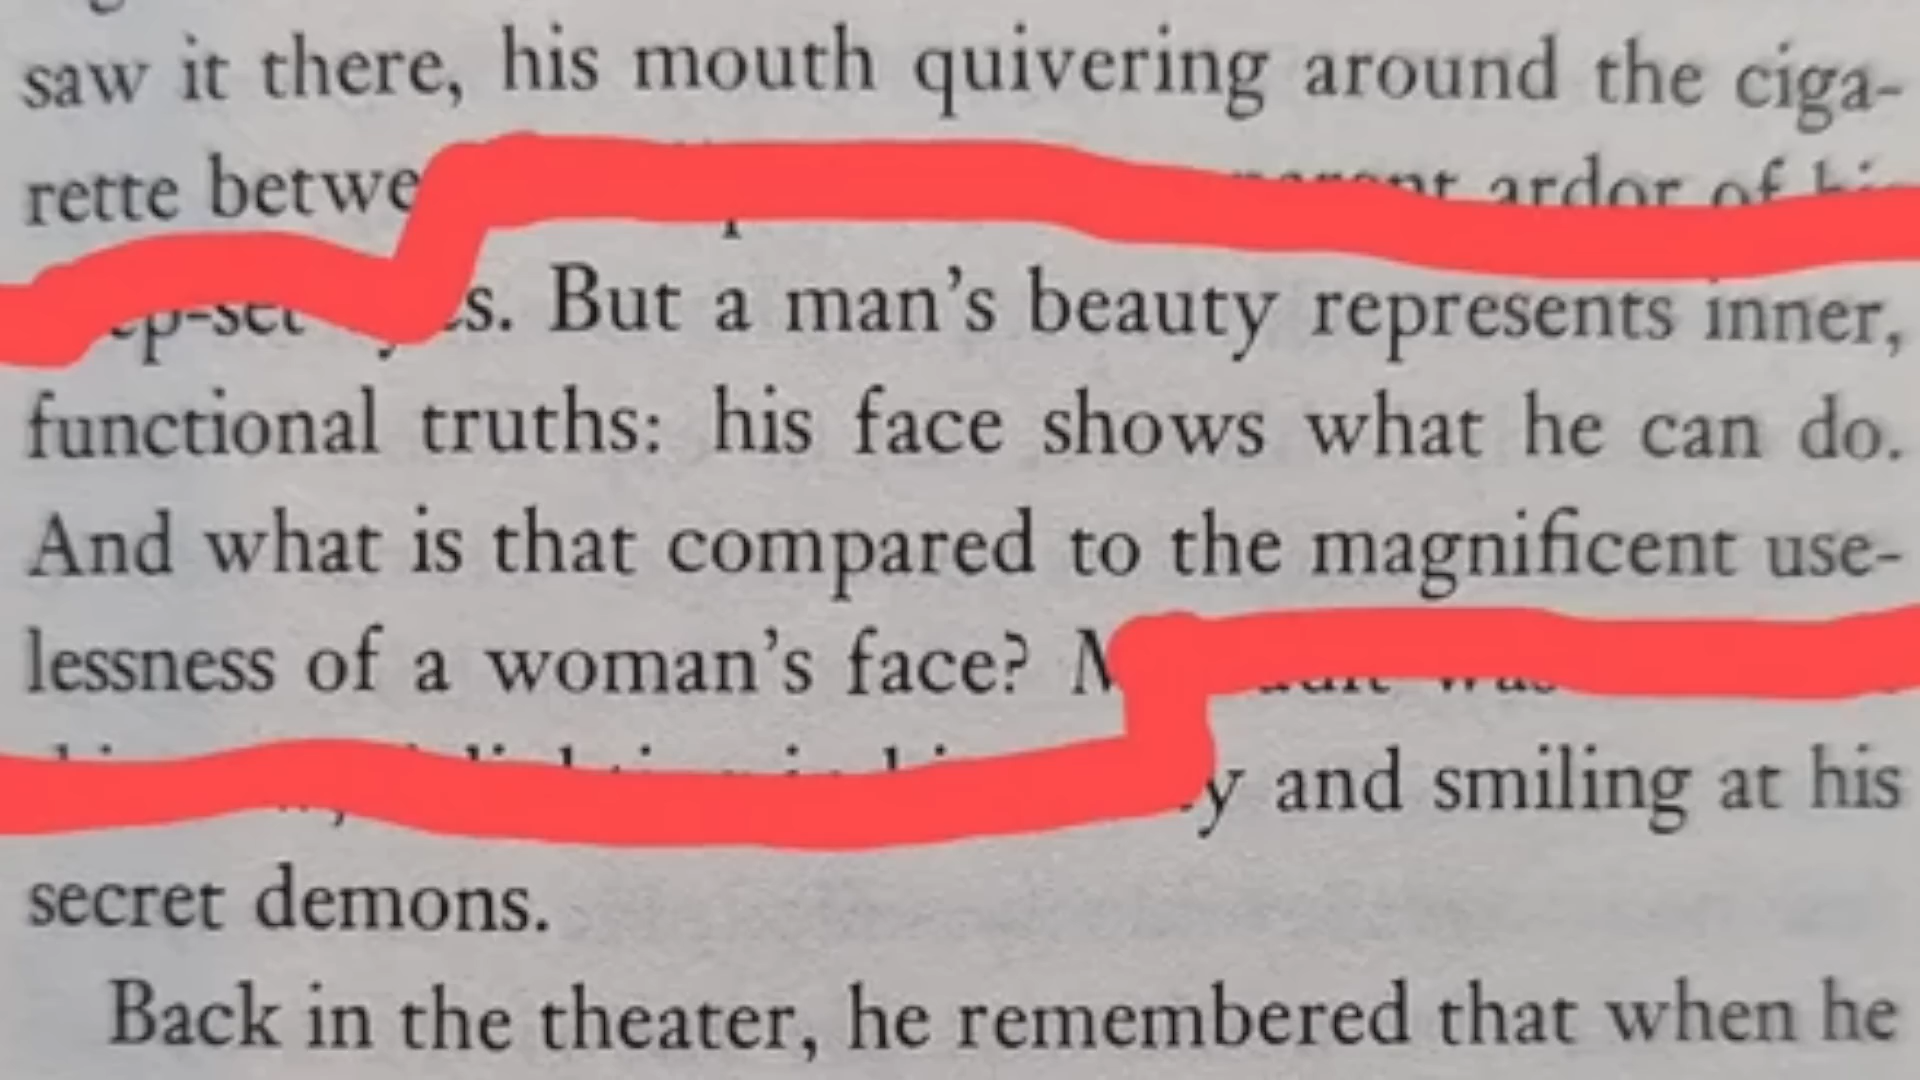 saw it there, his mouth quivering around the ciga-
rette ardor of
But a man's beauty represents inner,
functional truths: his face shows what he can do.
And what is that compared to the magnificent use-
lessness of a woman's face?
and smiling at his
secret demons.
Back in the theater, he remembered that when he